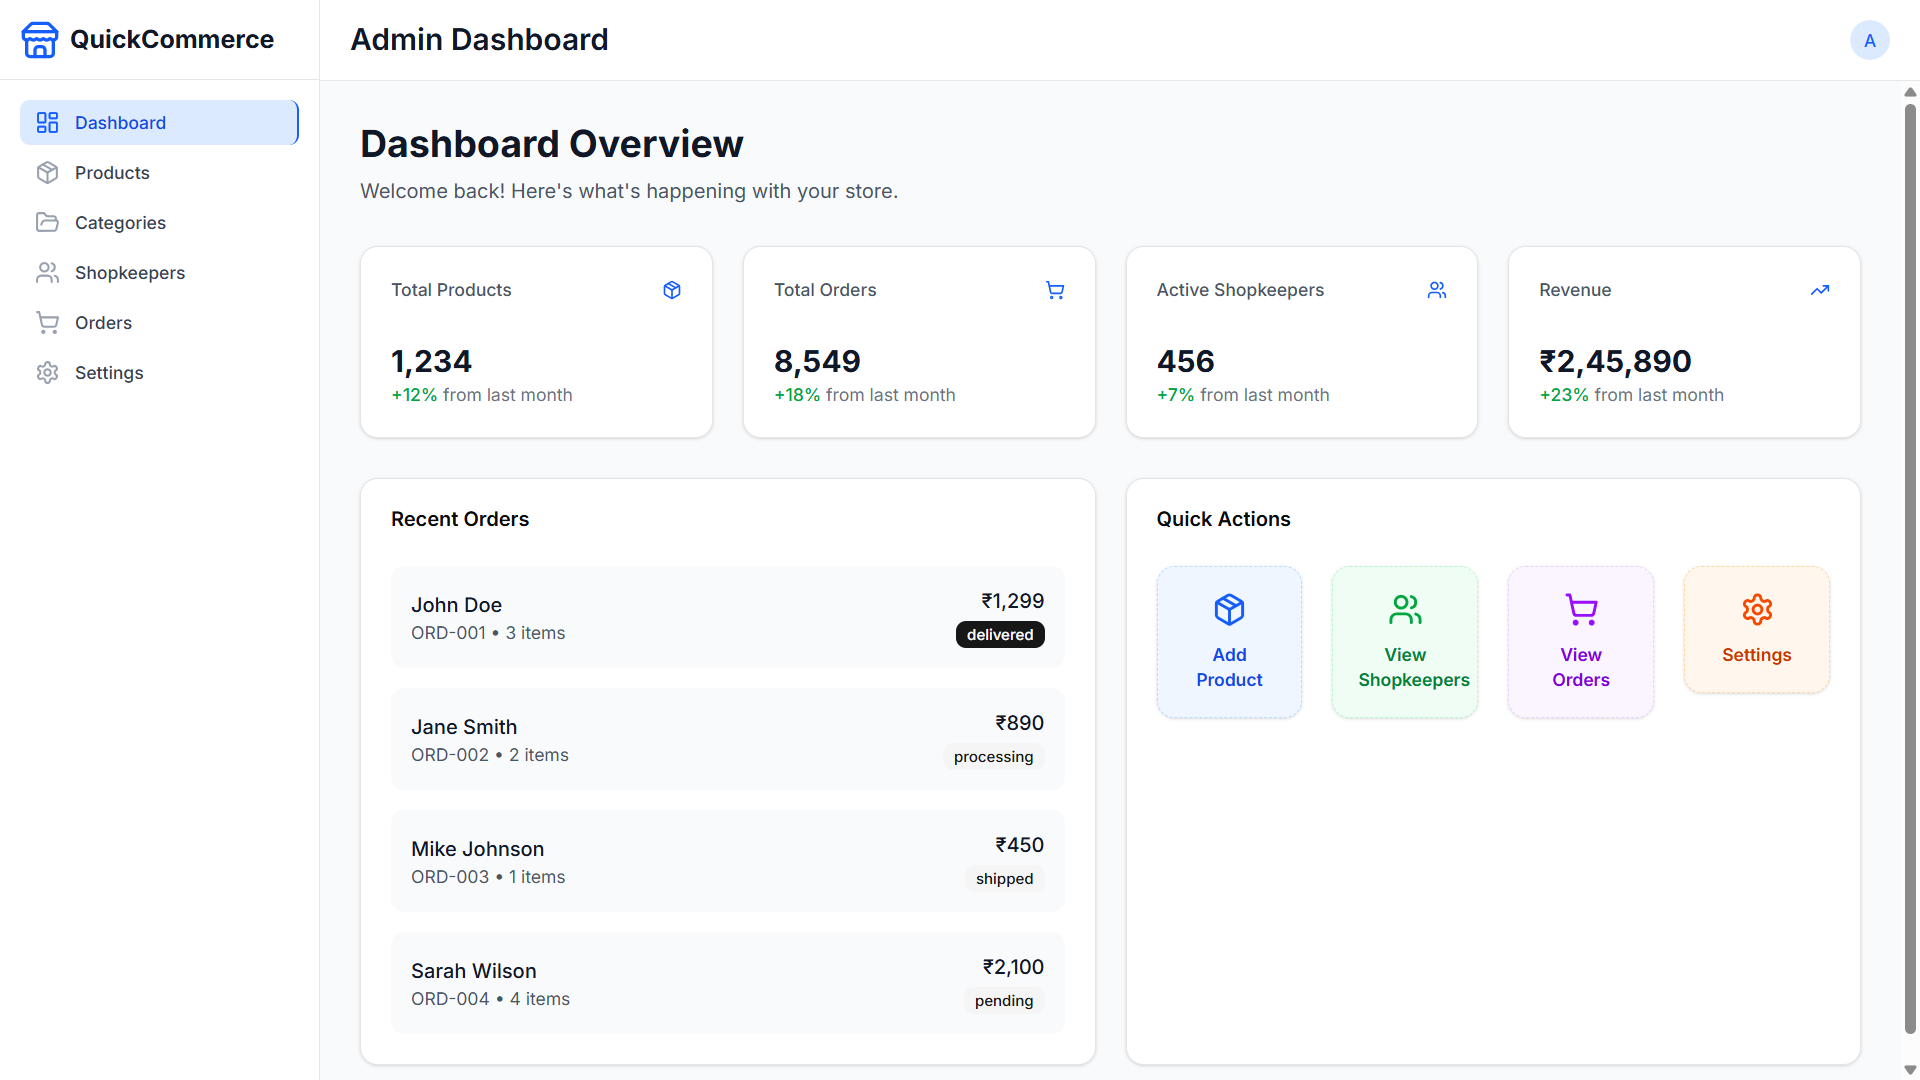 QuickCommerce
Admin Dashboard
A
Dashboard
Products
Categories
Shopkeepers
Orders
Settings
Dashboard Overview
Welcome back! Here's what's happening with your store.
Total Products
1,234
+12% from last month
Total Orders
8,549
+18% from last month
Active Shopkeepers
456
+7% from last month
Revenue
₹2,45,890
+23% from last month
Recent Orders
John Doe
ORD-001 • 3 items
₹1,299
delivered
Jane Smith
ORD-002 • 2 items
₹890
processing
Mike Johnson
ORD-003 • 1 items
₹450
shipped
Sarah Wilson
ORD-004 • 4 items
₹2,100
pending
Quick Actions
Add
Product
View
Shopkeepers
View
Orders
Settings